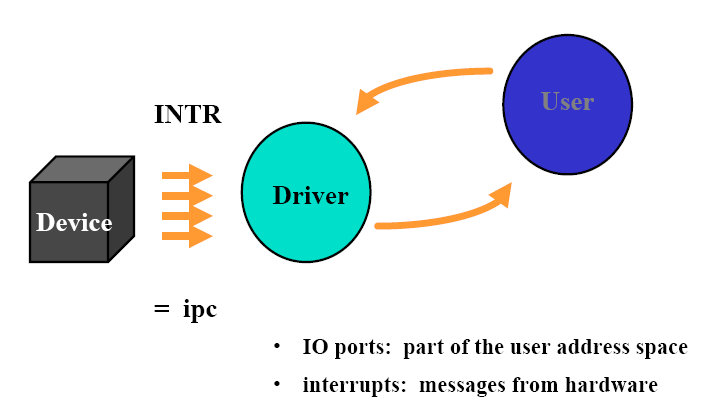 INTR
User
Driver
Device
= ipc
• IO ports: part of the user address space
• interrupts: messages from hardware